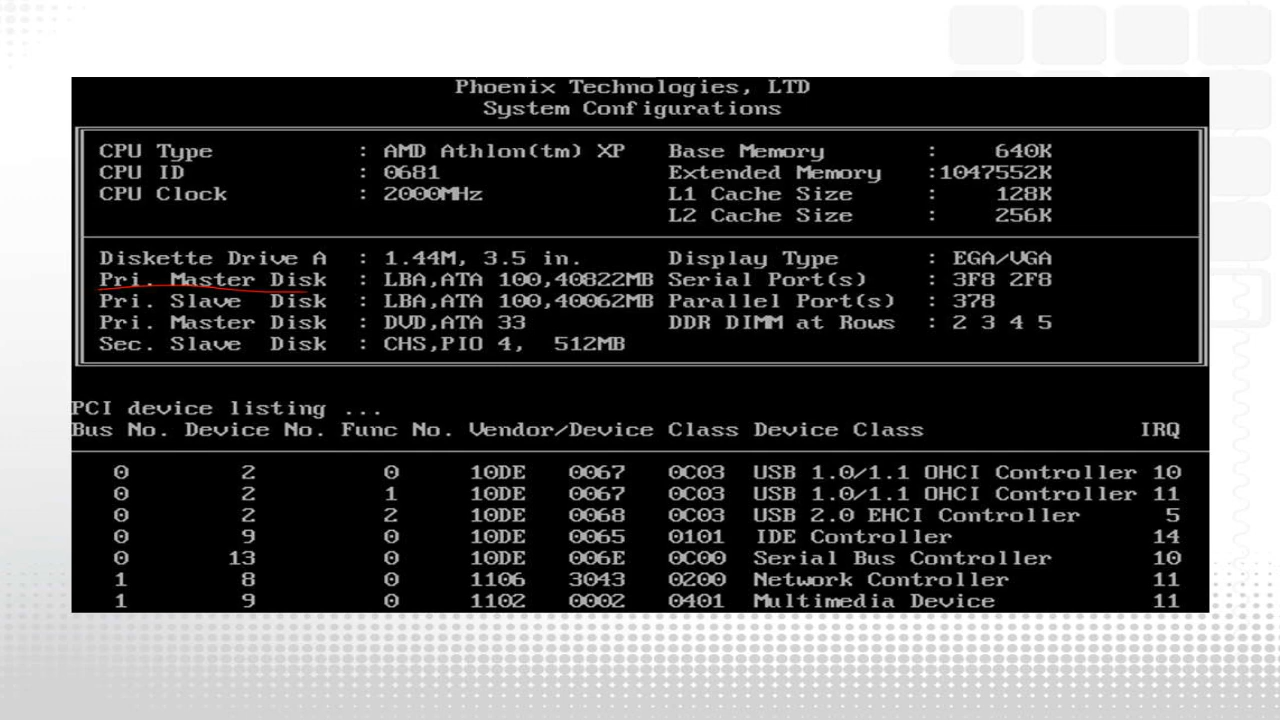 Phoenix Technologies, LTD
System Configurations
CPU Type : AMD Athlon(tm) XP Base Memory : 640K
CPU ID : 0681 Extended Memory :1047552K
CPU Clock : 2000MHz L1 Cache Size : 128K
L2 Cache Size : 256K
Diskette Drive A : 1.44M, 3.5 in. Display Type : EGA/VGA
Pri. Master Disk : LBA,ATA 100,40822MB Serial Port(s) : 3F8 2F8
Pri. Slave Disk : LBA,ATA 100,40062MB Parallel Port(s) : 378
Pri. Master Disk : DVD,ATA 33 DDR DIMM at Rows : 2 3 4 5
Sec. Slave Disk : CHS,PIO 4, 512MB
PCI device listing ...
Bus No. Device No. Func No. Vendor/Device Class Device Class IRQ
0 2 0 10DE 0067 0C03 USB 1.0/1.1 OHCI Controller 10
0 2 1 10DE 0067 0C03 USB 1.0/1.1 OHCI Controller 11
0 2 2 10DE 0068 0C03 USB 2.0 EHCI Controller 5
0 9 0 10DE 0065 0101 IDE Controller 14
0 13 0 10DE 006E 0C00 Serial Bus Controller 10
1 8 0 1106 3043 0200 Network Controller 11
1 9 0 1102 0002 0401 Multimedia Device 11